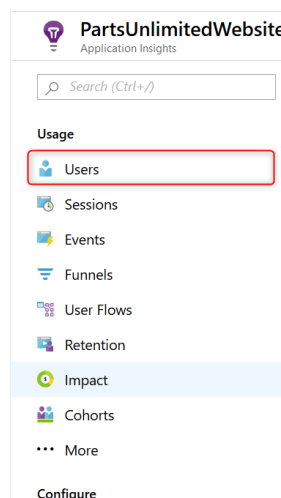 PartsUnlimitedWebsite
Application Insights
Search (Ctrl+/)
Usage
Users
Sessions
Events
Funnels
User Flows
Retention
Impact
Cohorts
More
Configure